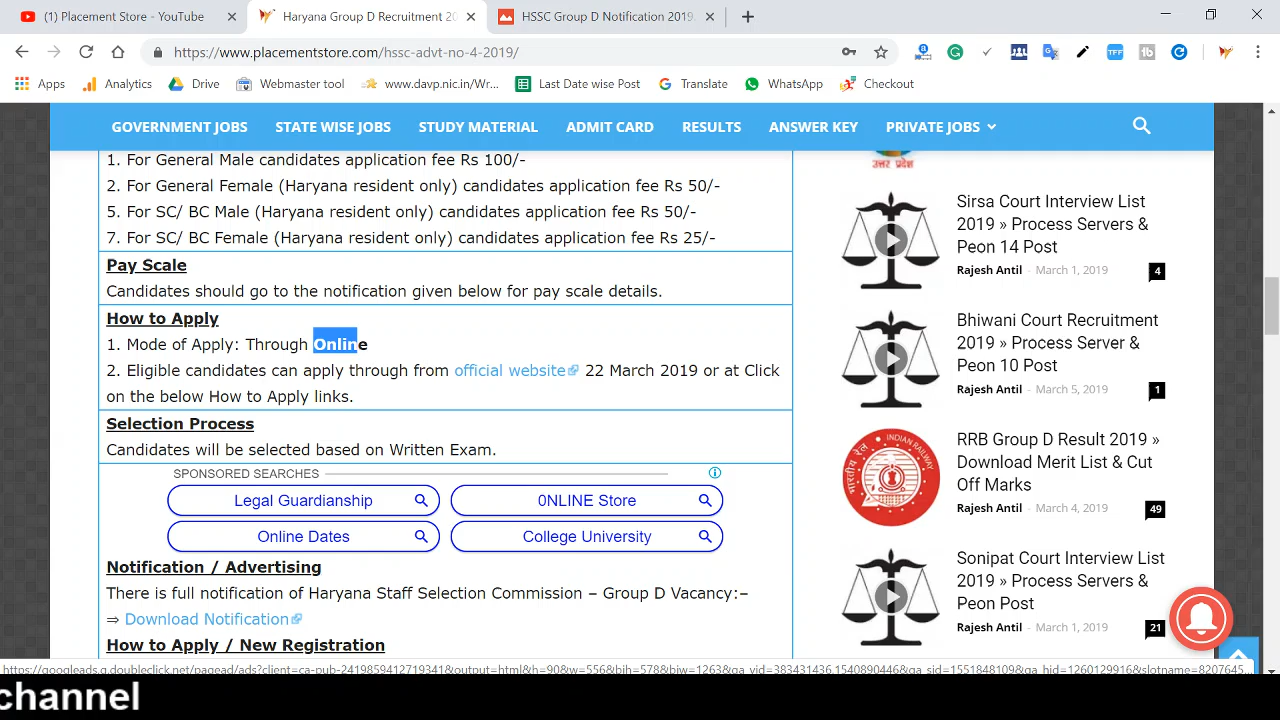 (1) Placement Store - YouTube
Haryana Group D Recruitment 20
HSSC Group D Notification 2019
https://www.placementstore.com/hssc-advt-no-4-2019/
Apps
Analytics
Drive
Webmaster tool
www.davp.nic.in/Wr...
Last Date wise Post
Translate
WhatsApp
Checkout
GOVERNMENT JOBS
STATE WISE JOBS
STUDY MATERIAL
ADMIT CARD
RESULTS
ANSWER KEY
PRIVATE JOBS
1. For General Male candidates application fee Rs 100/-
2. For General Female (Haryana resident only) candidates application fee Rs 50/-
5. For SC/ BC Male (Haryana resident only) candidates application fee Rs 50/-
7. For SC/ BC Female (Haryana resident only) candidates application fee Rs 25/-
Pay Scale
Candidates should go to the notification given below for pay scale details.
How to Apply
1. Mode of Apply: Through Online
2. Eligible candidates can apply through from official website 22 March 2019 or at Click
on the below How to Apply links.
Selection Process
Candidates will be selected based on Written Exam.
SPONSORED SEARCHES
Legal Guardianship
0NLINE Store
Online Dates
College University
Notification / Advertising
There is full notification of Haryana Staff Selection Commission – Group D Vacancy:–
⇒ Download Notification
How to Apply / New Registration
उत्तर प्रदेश
Sirsa Court Interview List
2019 » Process Servers &
Peon 14 Post
Rajesh Antil - March 1, 2019
4
Bhiwani Court Recruitment
2019 » Process Server &
Peon 10 Post
Rajesh Antil - March 5, 2019
1
RRB Group D Result 2019 »
Download Merit List & Cut
Off Marks
Rajesh Antil - March 4, 2019
49
Sonipat Court Interview List
2019 » Process Servers &
Peon Post
Rajesh Antil - March 1, 2019
21
channel